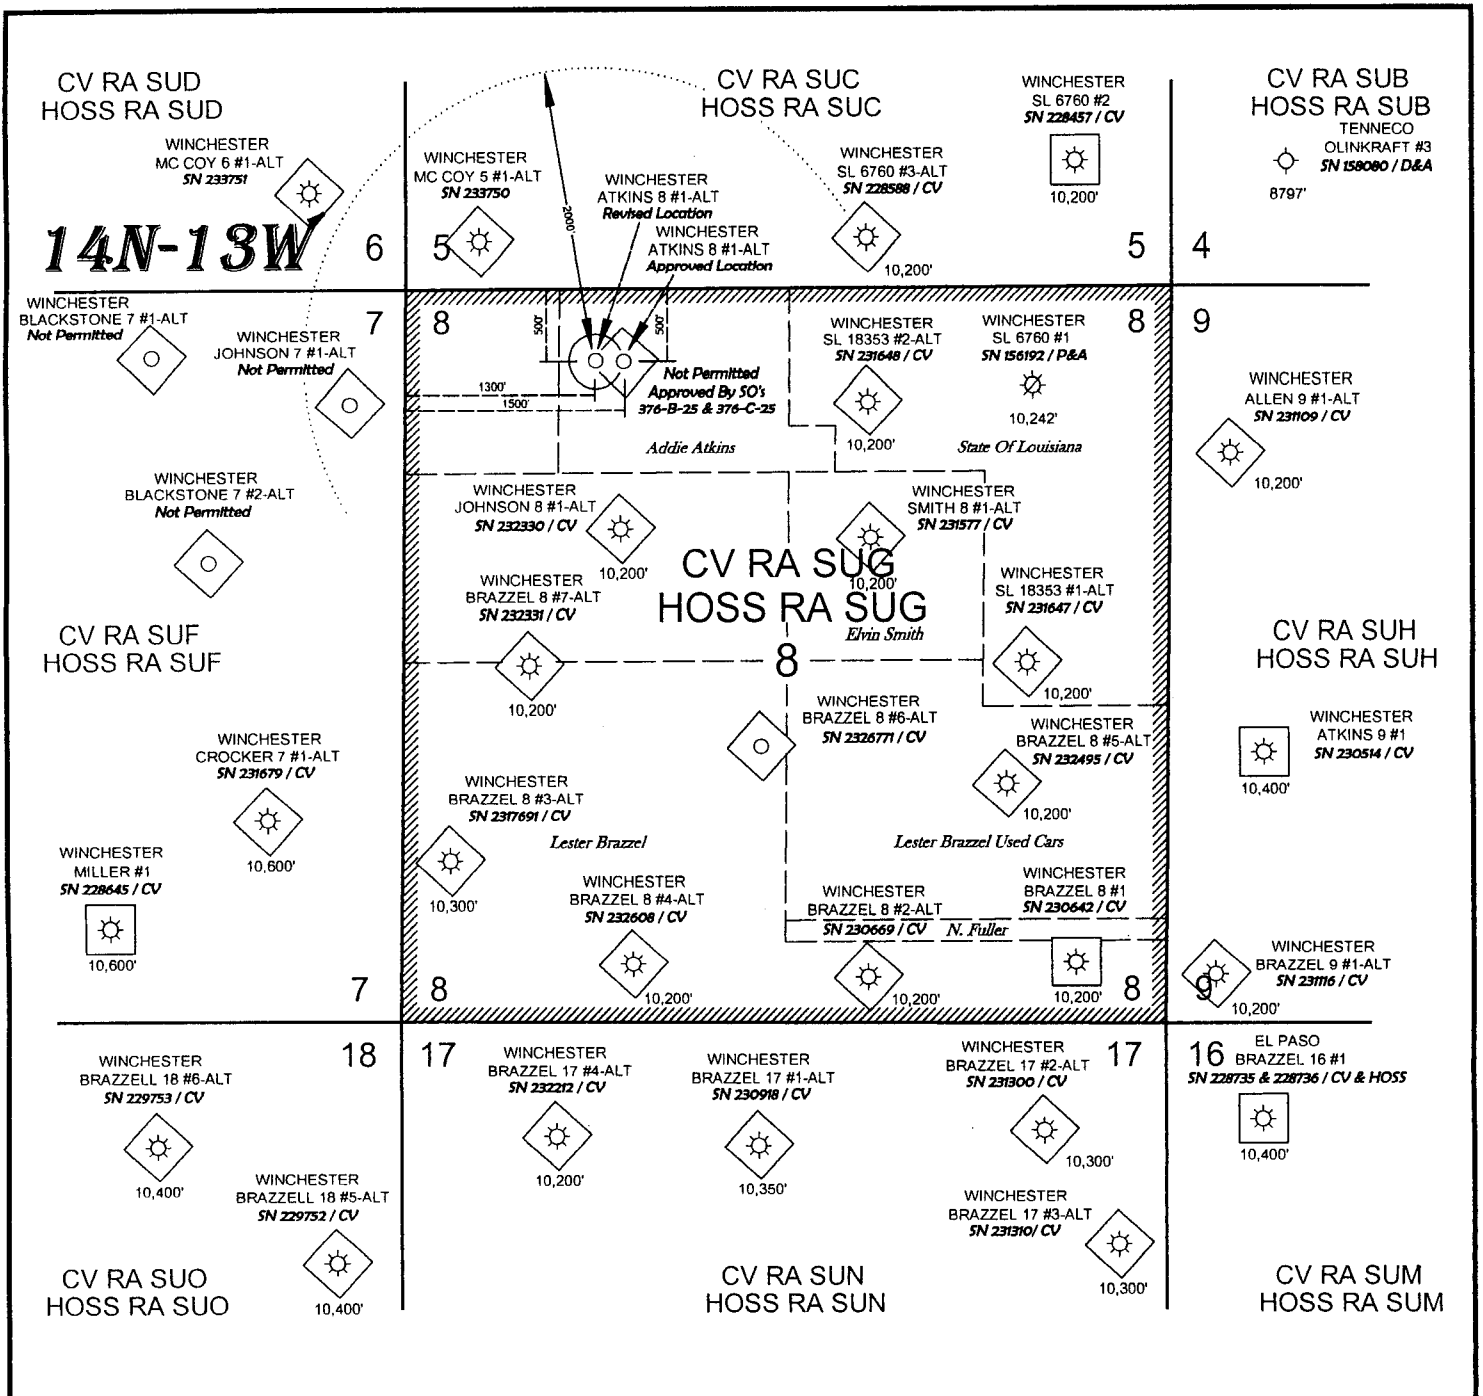 CV RA SUD
HOSS RA SUD
WINCHESTER
MC COY 6 #1-ALT
SN 233751
14N-13W
6
CV RA SUC
HOSS RA SUC
WINCHESTER
MC COY 5 #1-ALT
SN 233750
5
2000'
WINCHESTER
ATKINS 8 #1-ALT
Revised Location
WINCHESTER
ATKINS 8 #1-ALT
Approved Location
WINCHESTER
SL 6760 #3-ALT
SN 228588 / CV
10,200'
WINCHESTER
SL 6760 #2
SN 228457 / CV
10,200'
5
CV RA SUB
HOSS RA SUB
TENNECO
OLINKRAFT #3
SN 158080 / D&A
8797'
4
WINCHESTER
BLACKSTONE 7 #1-ALT
Not Permitted
WINCHESTER
JOHNSON 7 #1-ALT
Not Permitted
7
WINCHESTER
BLACKSTONE 7 #2-ALT
Not Permitted
CV RA SUF
HOSS RA SUF
WINCHESTER
CROCKER 7 #1-ALT
SN 231679 / CV
10,600'
WINCHESTER
MILLER #1
SN 228645 / CV
10,600'
7
8
500'
500'
1300'
1500'
Not Permitted
Approved By SO's
376-B-25 & 376-C-25
Addie Atkins
WINCHESTER
SL 18353 #2-ALT
SN 231648 / CV
10,200'
WINCHESTER
SL 6760 #1
SN 156192 / P&A
10,242'
8
State Of Louisiana
WINCHESTER
JOHNSON 8 #1-ALT
SN 232330 / CV
10,200'
WINCHESTER
SMITH 8 #1-ALT
SN 231577 / CV
10,200'
CV RA SUG
HOSS RA SUG
8
Elvin Smith
WINCHESTER
BRAZZEL 8 #7-ALT
SN 232331 / CV
10,200'
WINCHESTER
SL 18353 #1-ALT
SN 231647 / CV
10,200'
WINCHESTER
BRAZZEL 8 #6-ALT
SN 2326771 / CV
WINCHESTER
BRAZZEL 8 #5-ALT
SN 232495 / CV
10,200'
WINCHESTER
BRAZZEL 8 #3-ALT
SN 2317691 / CV
10,300'
Lester Brazzel
Lester Brazzel Used Cars
WINCHESTER
BRAZZEL 8 #4-ALT
SN 232608 / CV
10,200'
WINCHESTER
BRAZZEL 8 #2-ALT
SN 230669 / CV
10,200'
N. Fuller
WINCHESTER
BRAZZEL 8 #1
SN 230642 / CV
10,200'
8
8
9
WINCHESTER
ALLEN 9 #1-ALT
SN 231109 / CV
10,200'
CV RA SUH
HOSS RA SUH
WINCHESTER
ATKINS 9 #1
SN 230514 / CV
10,400'
WINCHESTER
BRAZZEL 9 #1-ALT
SN 231116 / CV
10,200'
9
18
WINCHESTER
BRAZZELL 18 #6-ALT
SN 229753 / CV
10,400'
WINCHESTER
BRAZZELL 18 #5-ALT
SN 229752 / CV
10,400'
CV RA SUO
HOSS RA SUO
17
WINCHESTER
BRAZZEL 17 #4-ALT
SN 232212 / CV
10,200'
WINCHESTER
BRAZZEL 17 #1-ALT
SN 230918 / CV
10,350'
WINCHESTER
BRAZZEL 17 #2-ALT
SN 231300 / CV
10,300'
17
WINCHESTER
BRAZZEL 17 #3-ALT
SN 231310/ CV
10,300'
CV RA SUN
HOSS RA SUN
16
EL PASO
BRAZZEL 16 #1
SN 228735 & 228736 / CV & HOSS
10,400'
CV RA SUM
HOSS RA SUM